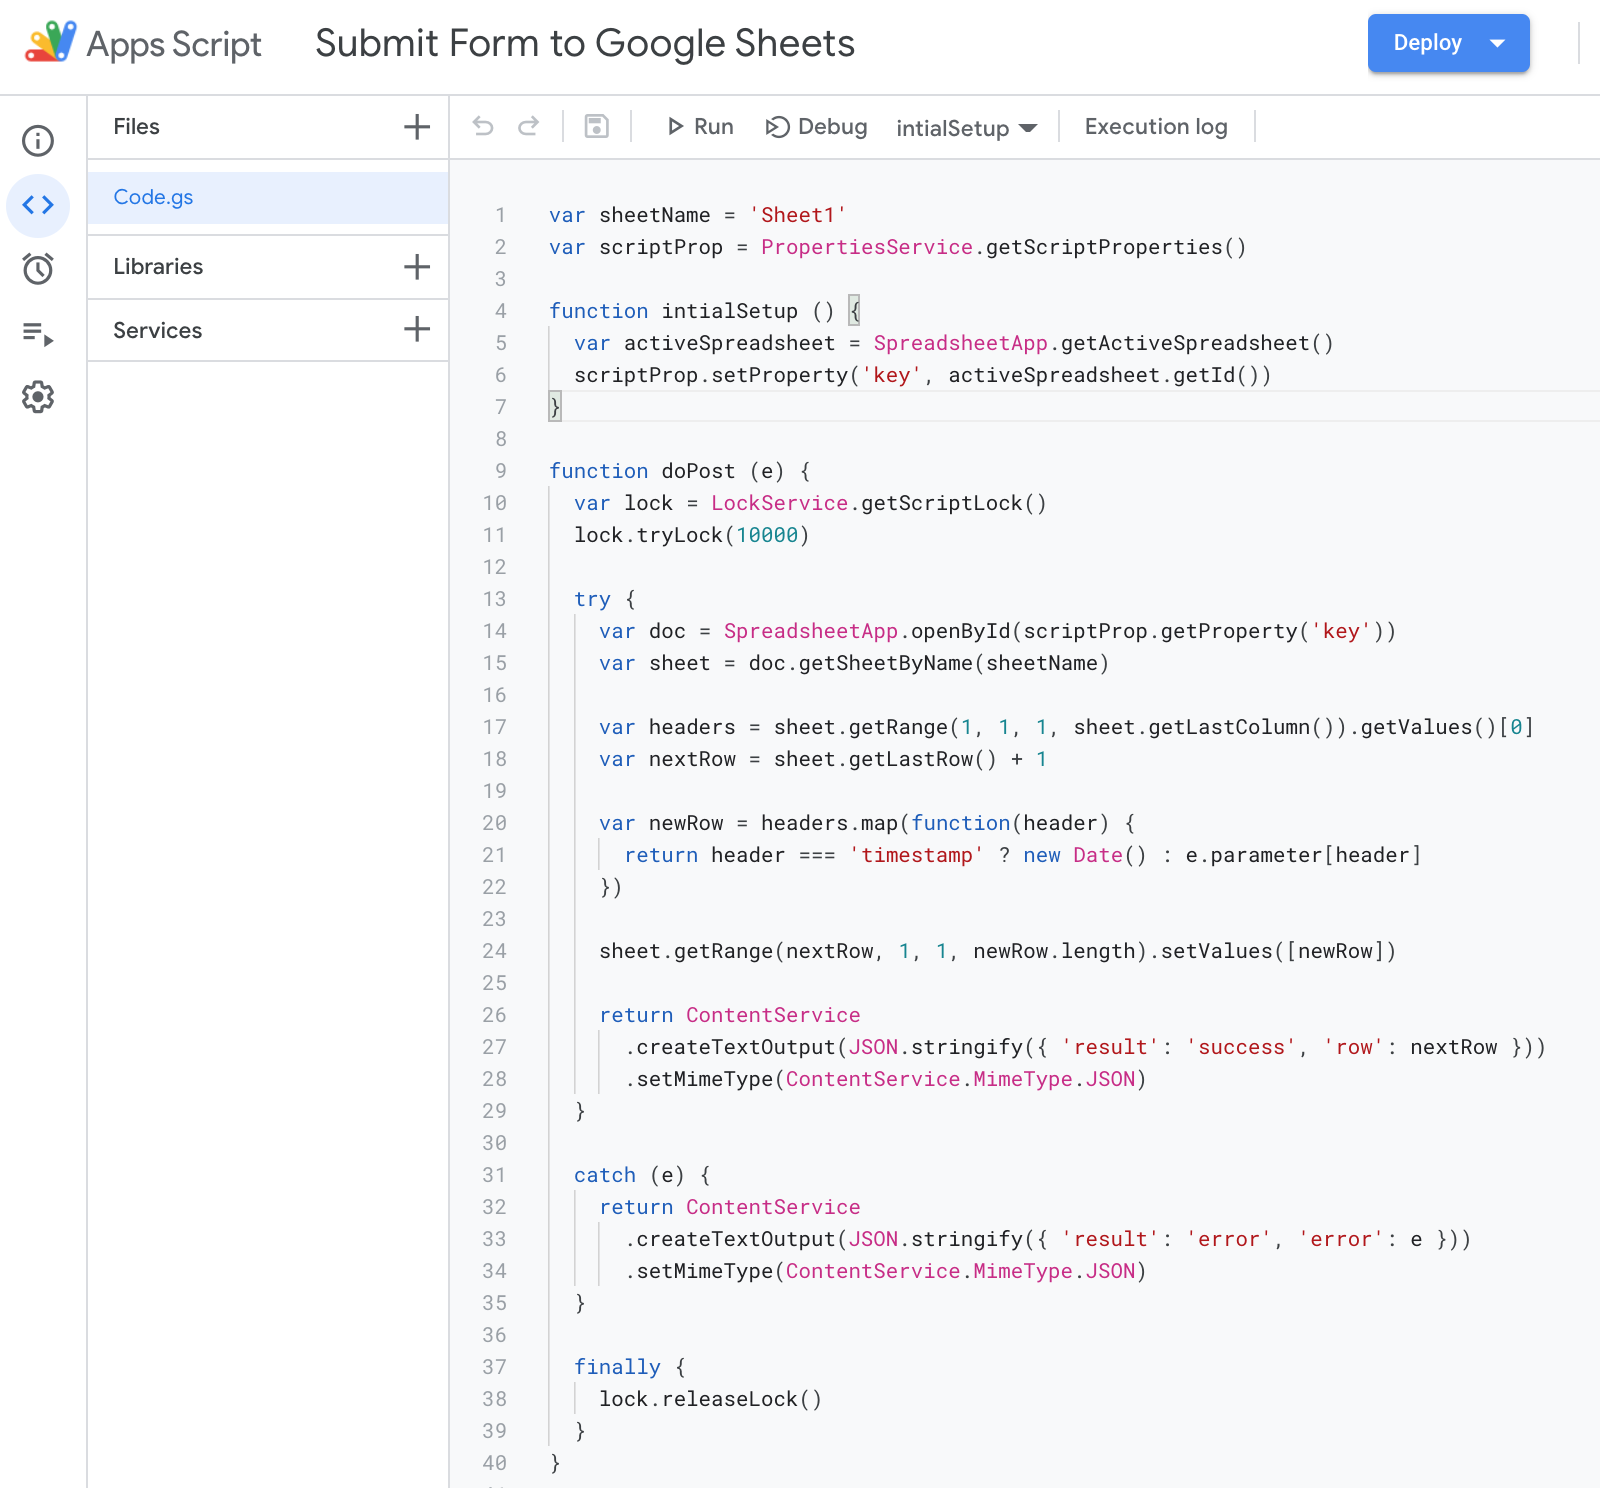 Apps Script
Submit Form to Google Sheets
Deploy
Files
Run
Debug
intialSetup
Execution log
Code.gs
Libraries
Services
1 var sheetName = 'Sheet1'
2 var scriptProp = PropertiesService.getScriptProperties()
3
4 function intialSetup () {
5 var activeSpreadsheet = SpreadsheetApp.getActiveSpreadsheet()
6 scriptProp.setProperty('key', activeSpreadsheet.getId())
7 }
8
9 function doPost (e) {
10 var lock = LockService.getScriptLock()
11 lock.tryLock(10000)
12
13 try {
14 var doc = SpreadsheetApp.openById(scriptProp.getProperty('key'))
15 var sheet = doc.getSheetByName(sheetName)
16
17 var headers = sheet.getRange(1, 1, 1, sheet.getLastColumn()).getValues()[0]
18 var nextRow = sheet.getLastRow() + 1
19
20 var newRow = headers.map(function(header) {
21 return header === 'timestamp' ? new Date() : e.parameter[header]
22 })
23
24 sheet.getRange(nextRow, 1, 1, newRow.length).setValues([newRow])
25
26 return ContentService
27 .createTextOutput(JSON.stringify({ 'result': 'success', 'row': nextRow }))
28 .setMimeType(ContentService.MimeType.JSON)
29 }
30
31 catch (e) {
32 return ContentService
33 .createTextOutput(JSON.stringify({ 'result': 'error', 'error': e }))
34 .setMimeType(ContentService.MimeType.JSON)
35 }
36
37 finally {
38 lock.releaseLock()
39 }
40 }